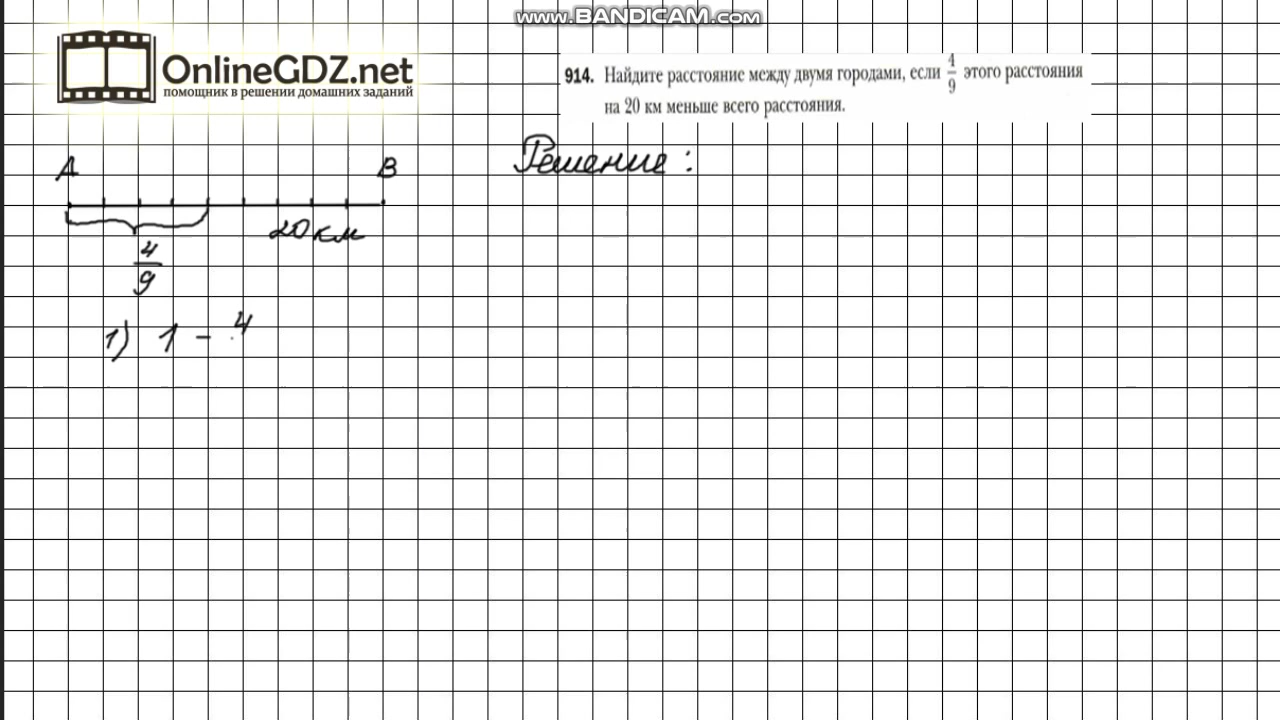 www.BANDICAM.com
OnlineGDZ.net
помощник в решении домашних заданий
914. Найдите расстояние между двумя городами, если 4/9 этого расстояния
на 20 км меньше всего расстояния.
Решение:
A B
20 км
4/9
1) 1 - 4